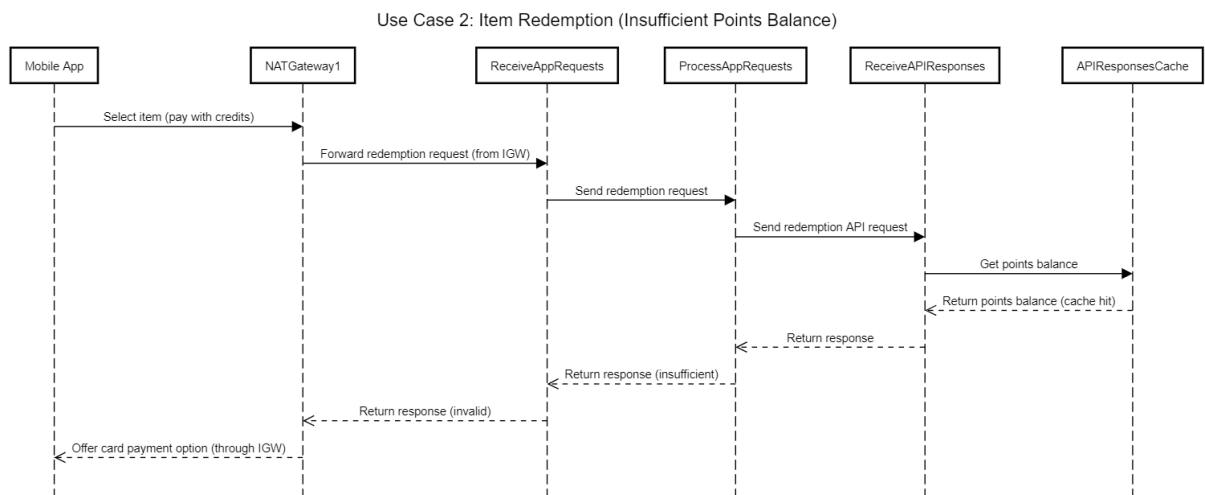 Use Case 2: Item Redemption (Insufficient Points Balance)
Mobile App
NATGateway1
ReceiveAppRequests
ProcessAppRequests
ReceiveAPIResponses
APIResponsesCache
Select item (pay with credits)
Forward redemption request (from IGW)
Send redemption request
Send redemption API request
Get points balance
Return points balance (cache hit)
Return response
Return response (insufficient)
Return response (invalid)
Offer card payment option (through IGW)